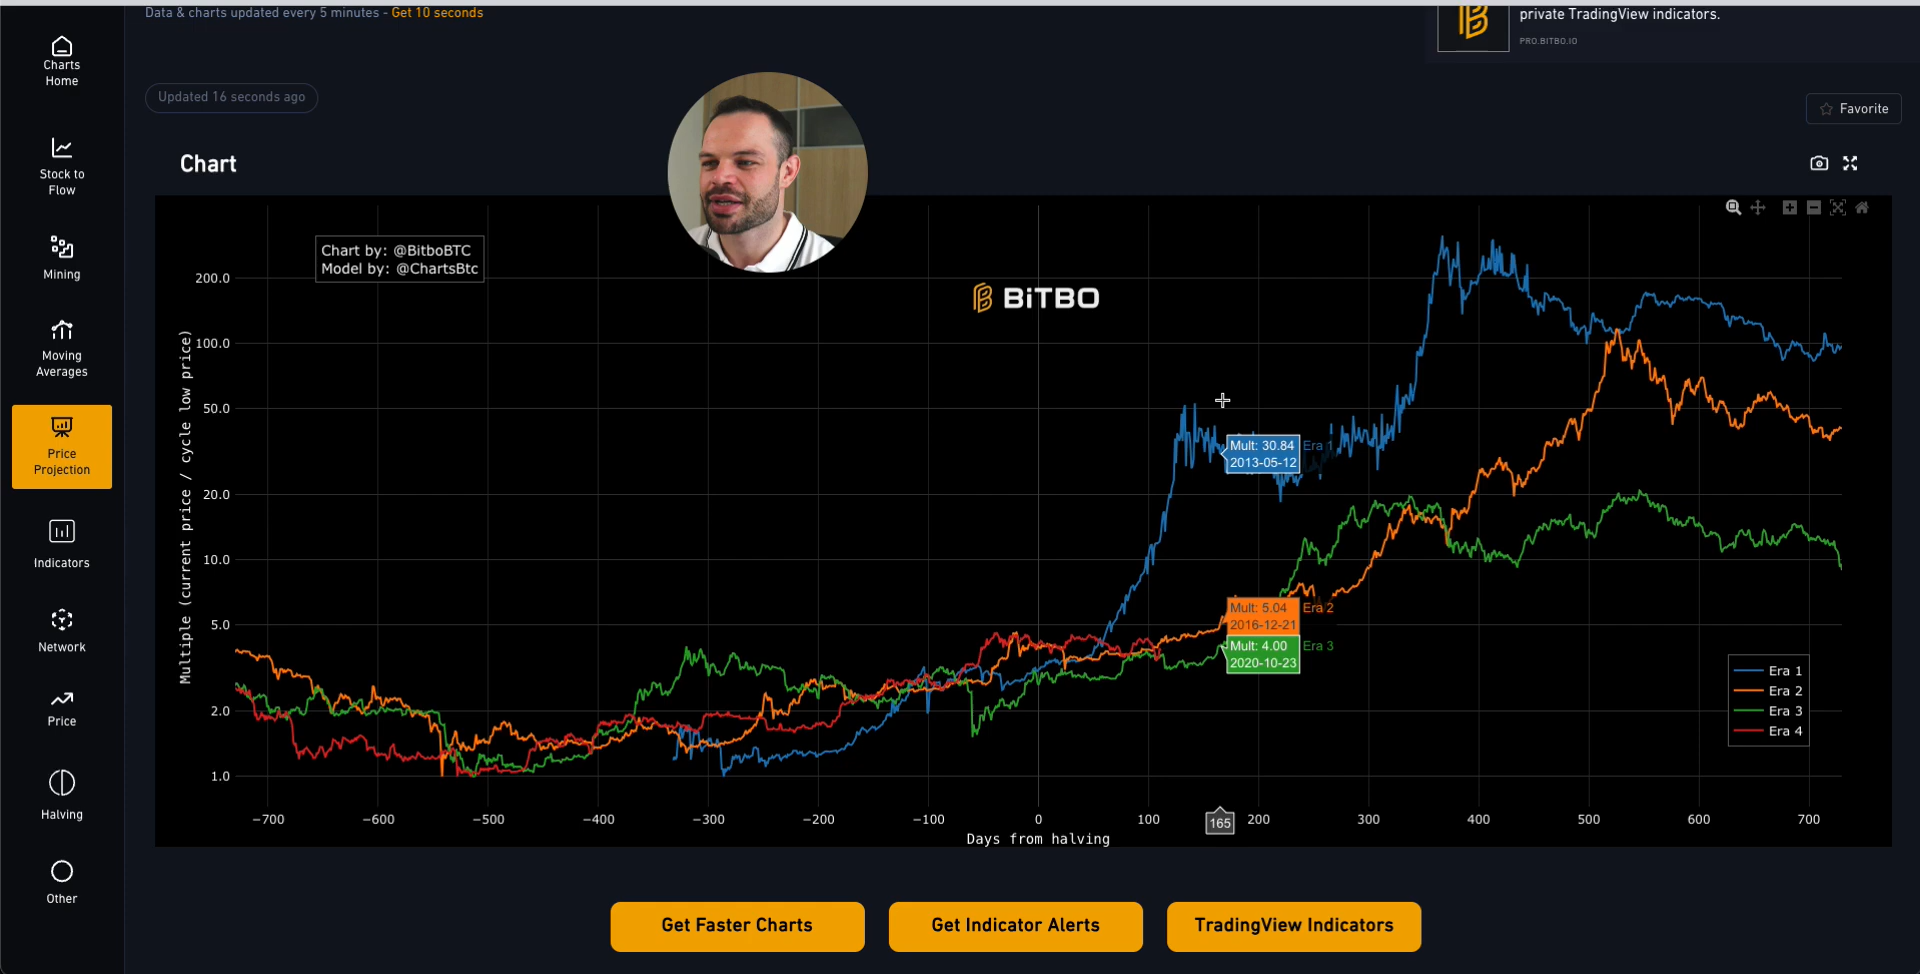 Data & charts updated every 5 minutes - Get 10 seconds
private TradingView indicators.
PRO.BITBO.IO
Charts
Home
Updated 16 seconds ago
Favorite
Chart
Stock to
Flow
Mining
Moving
Averages
Price
Projection
Indicators
Network
Price
Halving
Other
Chart by: @BitboBTC
Model by: @ChartsBtc
BiTBO
Multiple (current price / cycle low price)
200.0
100.0
50.0
20.0
10.0
5.0
2.0
1.0
Mult: 30.84
2013-05-12
Era 1
Mult: 5.04
2016-12-21
Era 2
Mult: 4.00
2020-10-23
Era 3
Era 1
Era 2
Era 3
Era 4
−700
−600
−500
−400
−300
−200
−100
0
100
165
200
300
400
500
600
700
Days from halving
Get Faster Charts
Get Indicator Alerts
TradingView Indicators